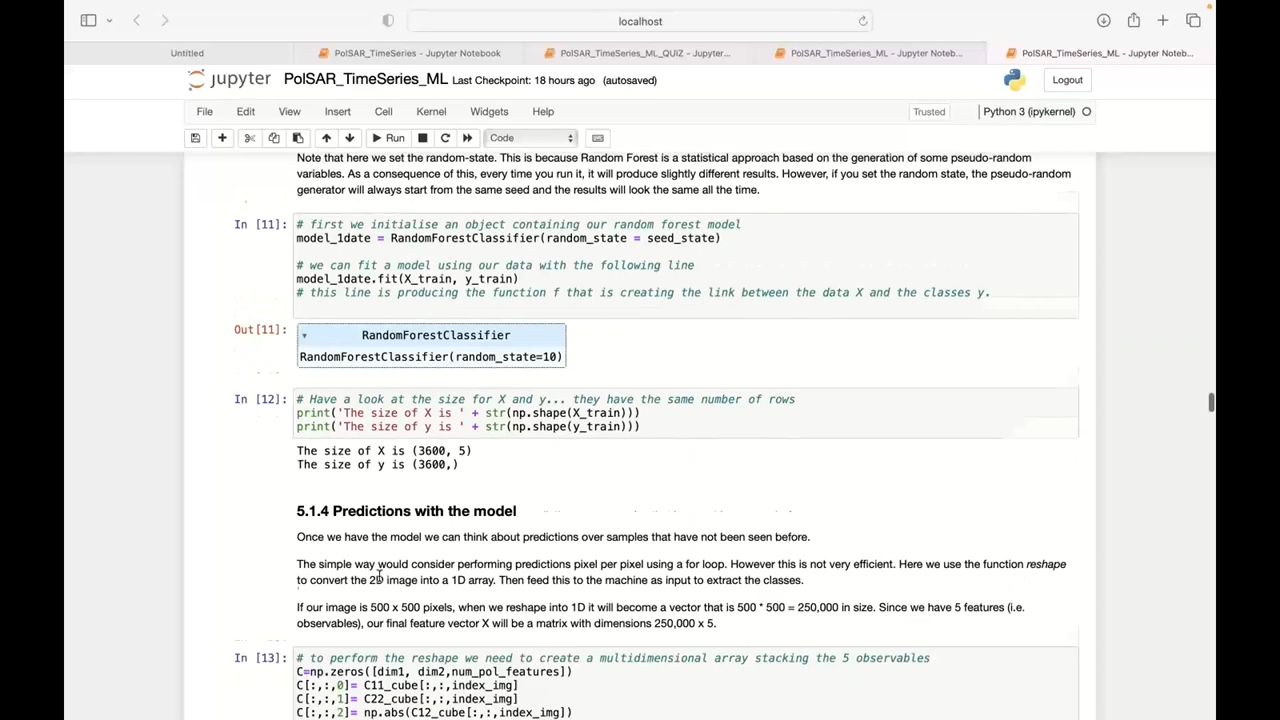 localhost
Untitled
PolSAR_TimeSeries - Jupyter Notebook
PolSAR_TimeSeries_ML_QUIZ - Jupyter...
PolSAR_TimeSeries_ML - Jupyter Noteb...
PolSAR_TimeSeries_ML - Jupyter Noteb...
jupyter PolSAR_TimeSeries_ML Last Checkpoint: 18 hours ago (autosaved)
Logout
File Edit View Insert Cell Kernel Widgets Help
Trusted
Python 3 (ipykernel)
Run
Code
Note that here we set the random-state. This is because Random Forest is a statistical approach based on the generation of some pseudo-random
variables. As a consequence of this, every time you run it, it will produce slightly different results. However, if you set the random state, the pseudo-random
generator will always start from the same seed and the results will look the same all the time.
In [11]: # first we initialise an object containing our random forest model
model_1date = RandomForestClassifier(random_state = seed_state)
# we can fit a model using our data with the following line
model_1date.fit(X_train, y_train)
# this line is producing the function f that is creating the link between the data X and the classes y.
Out[11]: RandomForestClassifier
RandomForestClassifier(random_state=10)
In [12]: # Have a look at the size for X and y... they have the same number of rows
print('The size of X is ' + str(np.shape(X_train)))
print('The size of y is ' + str(np.shape(y_train)))
The size of X is (3600, 5)
The size of y is (3600,)
5.1.4 Predictions with the model
Once we have the model we can think about predictions over samples that have not been seen before.
The simple way would consider performing predictions pixel per pixel using a for loop. However this is not very efficient. Here we use the function reshape
to convert the 2D image into a 1D array. Then feed this to the machine as input to extract the classes.
If our image is 500 x 500 pixels, when we reshape into 1D it will become a vector that is 500 * 500 = 250,000 in size. Since we have 5 features (i.e.
observables), our final feature vector X will be a matrix with dimensions 250,000 x 5.
In [13]: # to perform the reshape we need to create a multidimensional array stacking the 5 observables
C=np.zeros([dim1, dim2,num_pol_features])
C[:,:,0]= C11_cube[:,:,index_img]
C[:,:,1]= C22_cube[:,:,index_img]
C[:,:,2]= np.abs(C12_cube[:,:,index_img])